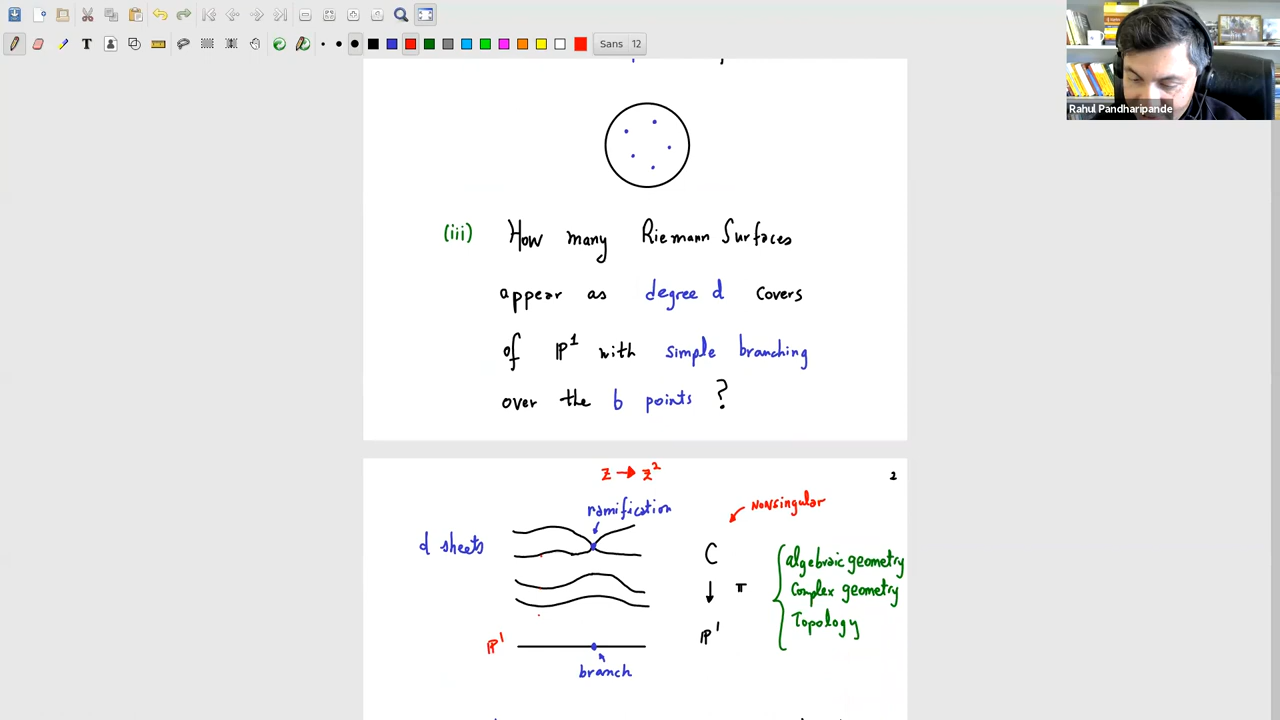 Sans 12
Rahul Pandharipande
(iii) How many Riemann Surfaces
appear as degree d covers
of P¹ with simple branching
over the b points ?
z → z²
2
ramification
nonsingular
d sheets
C
π
P¹
algebraic geometry
Complex geometry
Topology
P¹
branch